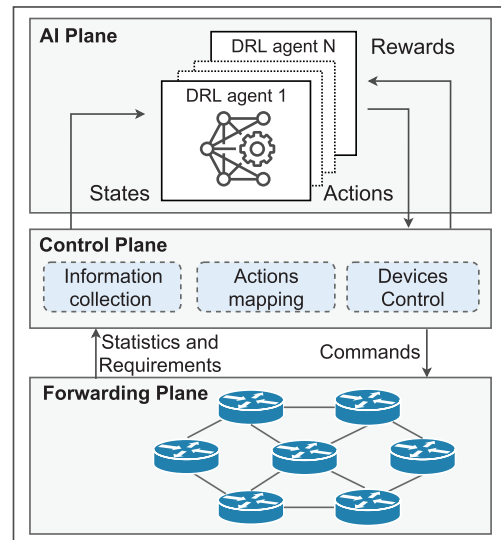 AI Plane
DRL agent N
Rewards
DRL agent 1
States
Actions
Control Plane
Information
collection
Actions
mapping
Devices
Control
Statistics and
Requirements
Commands
Forwarding Plane